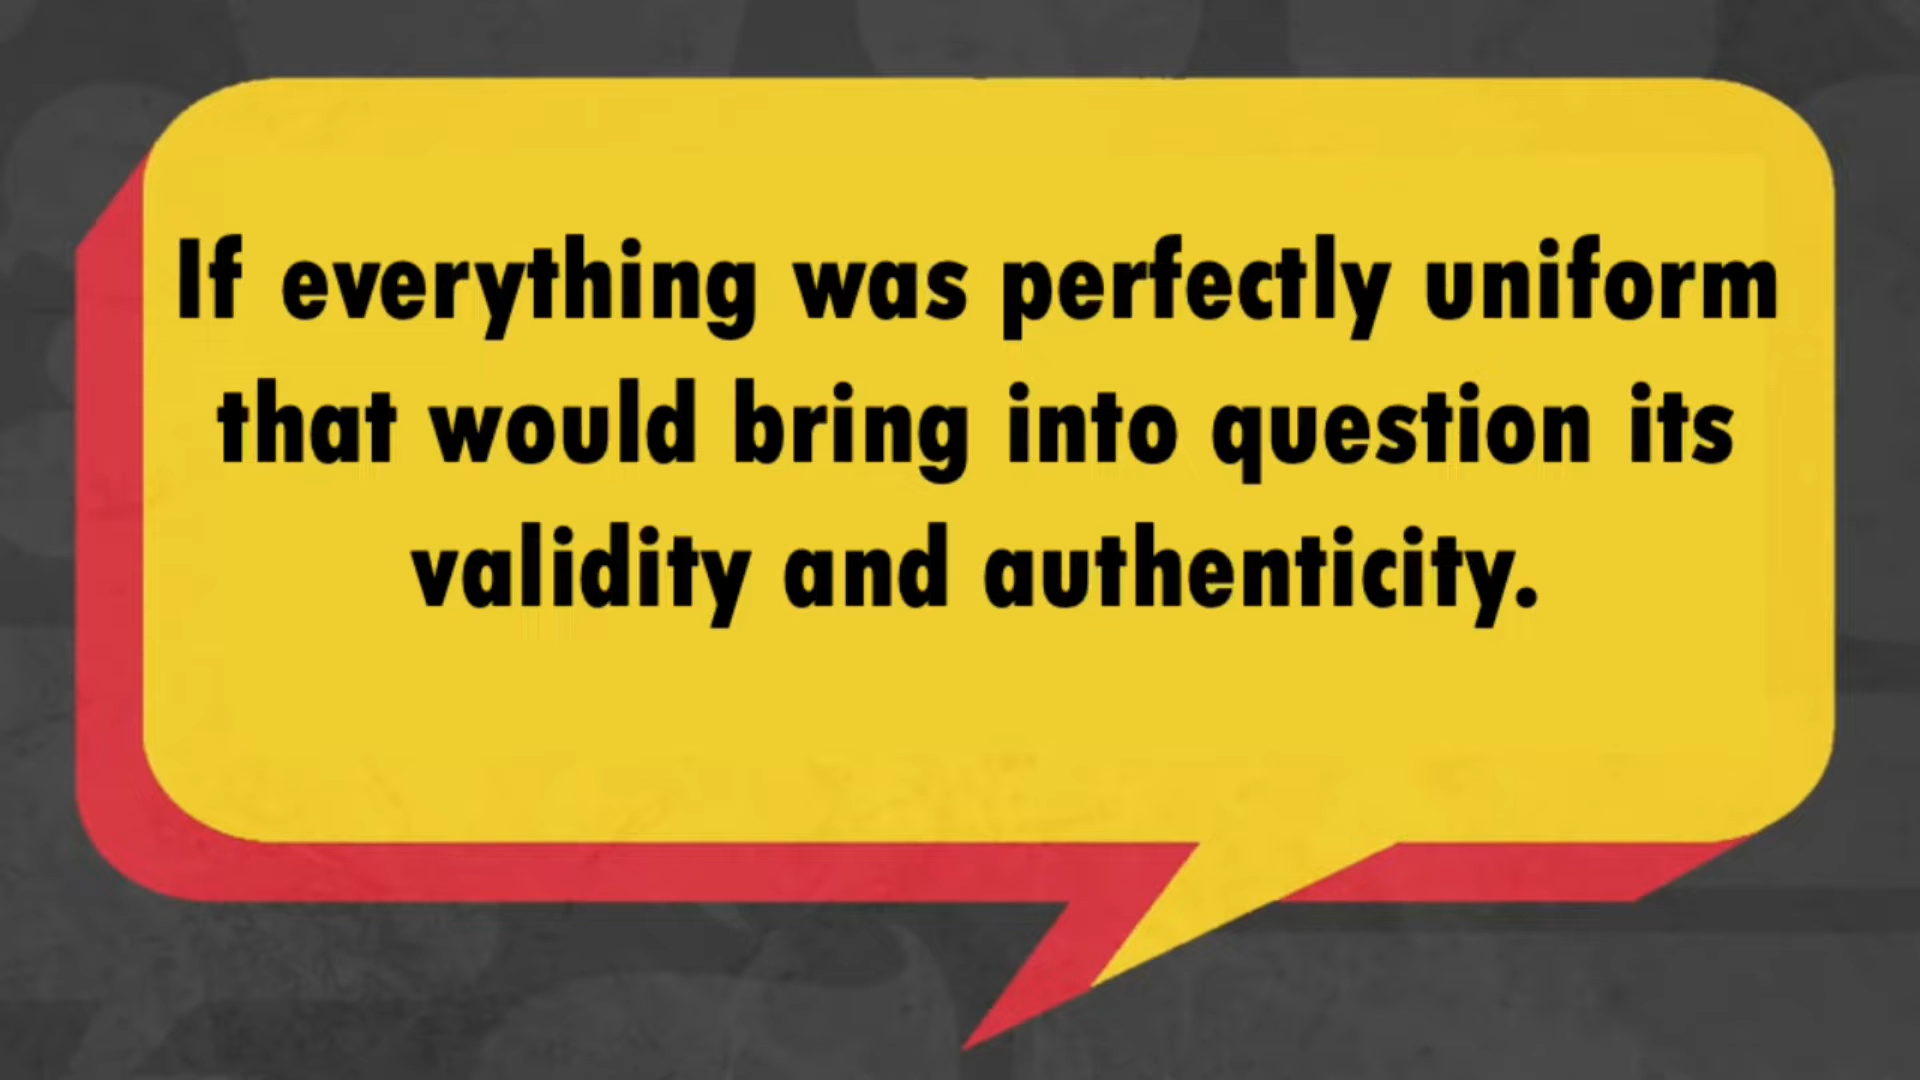 If everything was perfectly uniform
that would bring into question its
validity and authenticity.